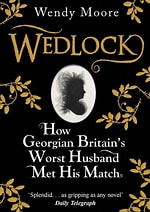 Wendy Moore
WEDLOCK
How
Georgian Britain's
Worst Husband
Met His Match
'Splendid. . . as gripping as any novel'
Daily Telegraph